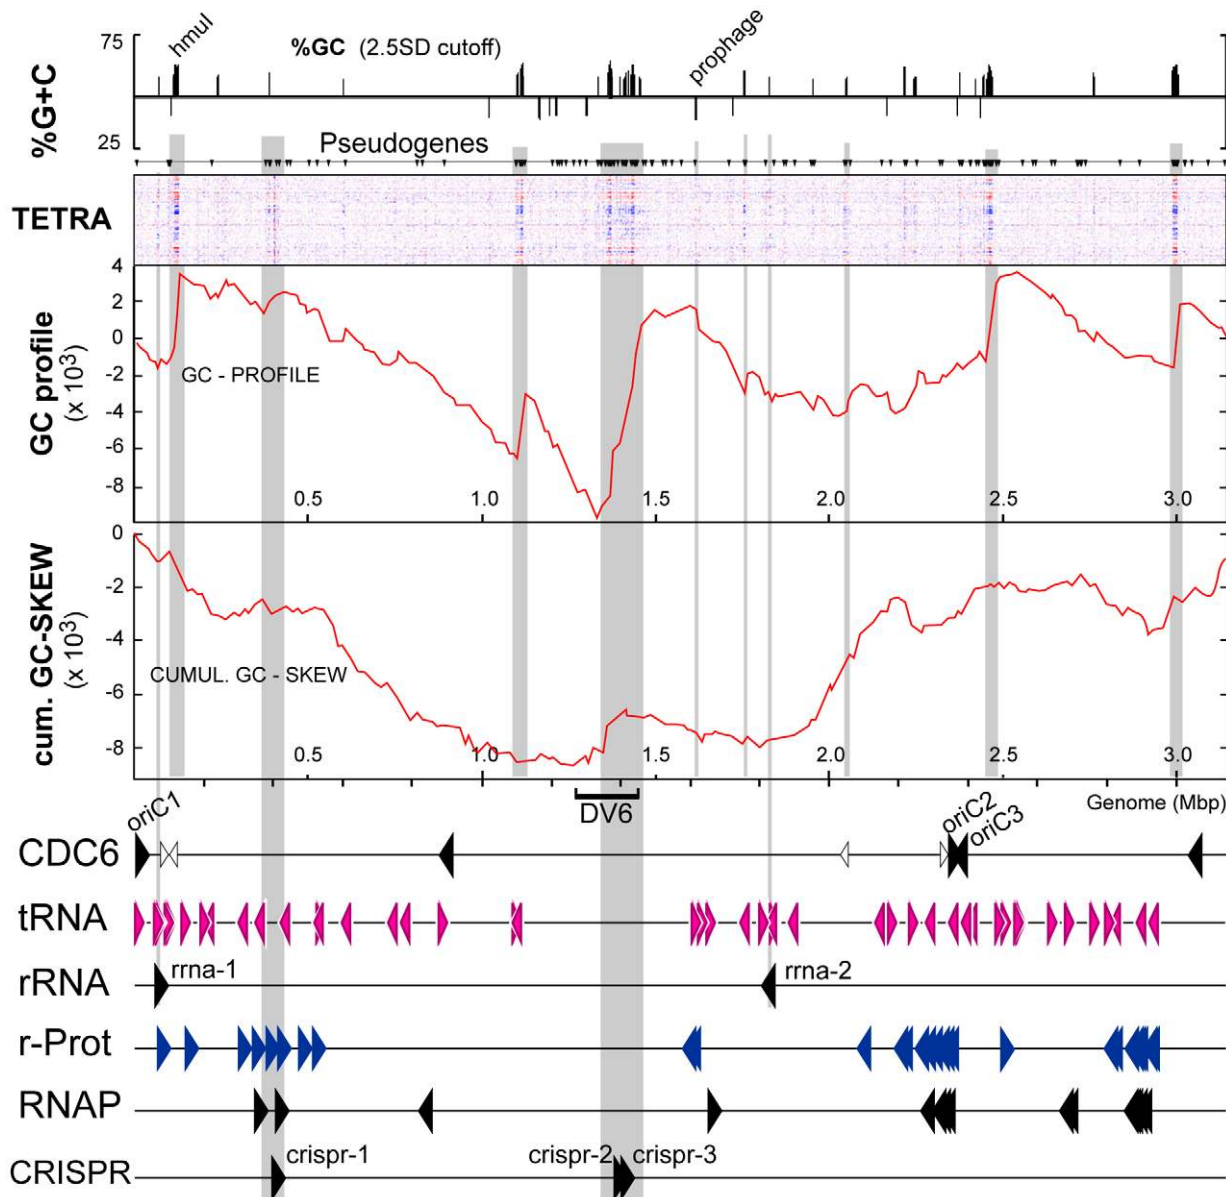 75
hmuI
%GC (2.5SD cutoff)
prophage
%G+C
25
Pseudogenes
TETRA
4
2
0
-2
-4
-6
-8
GC profile
(x 10³)
GC - PROFILE
0.5 1.0 1.5 2.0 2.5 3.0
0
-2
-4
-6
-8
cum. GC-SKEW
(x 10³)
CUMUL. GC - SKEW
0.5 1.0 1.5 2.0 2.5 3.0
DV6
Genome (Mbp)
oriC1
oriC2
oriC3
CDC6
tRNA
rRNA
rrna-1 rrna-2
r-Prot
RNAP
CRISPR
crispr-1 crispr-2 crispr-3